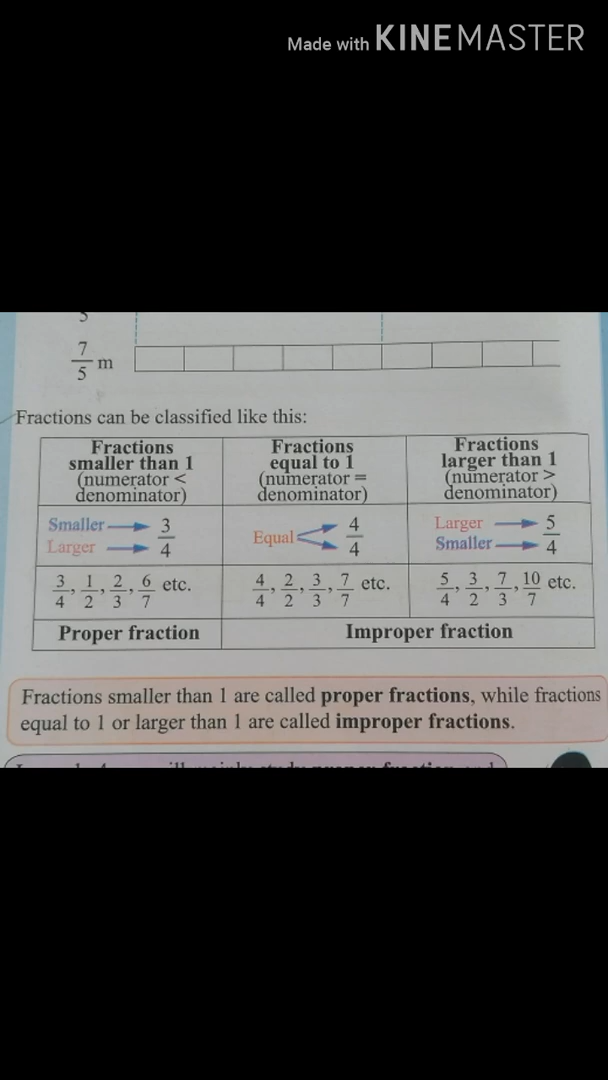 Made with KINEMASTER
5
7/5 m
Fractions can be classified like this:
Fractions smaller than 1 (numerator < denominator)
Fractions equal to 1 (numerator = denominator)
Fractions larger than 1 (numerator > denominator)
Smaller → 3/4
Larger →
Equal 4/4
Larger → 5/4
Smaller →
3/4, 1/2, 2/3, 6/7 etc.
4/4, 2/2, 3/3, 7/7 etc.
5/4, 3/2, 7/3, 10/7 etc.
Proper fraction
Improper fraction
Fractions smaller than 1 are called proper fractions, while fractions
equal to 1 or larger than 1 are called improper fractions.